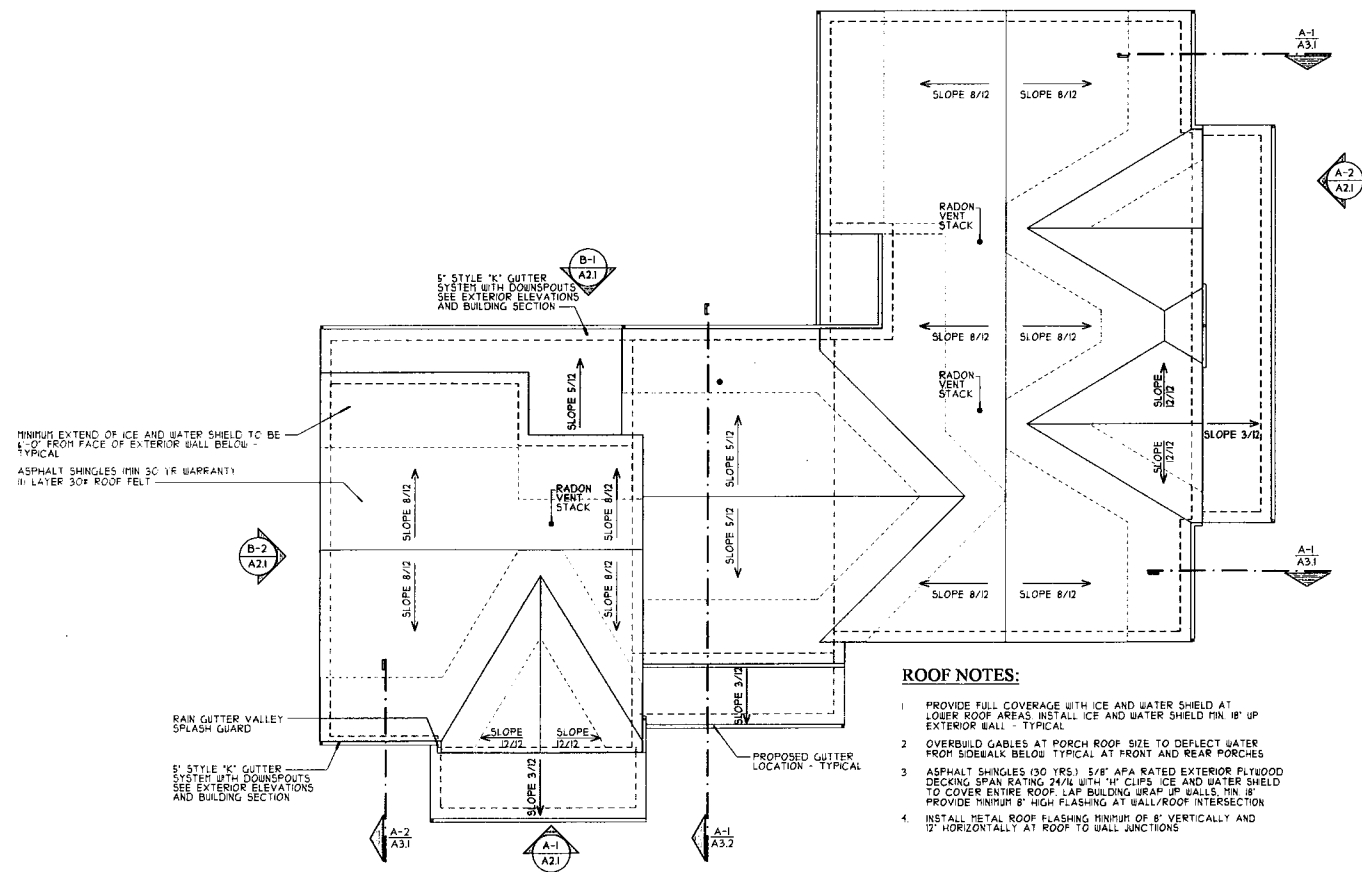 A-1
A3.1
SLOPE 8/12
SLOPE 8/12
A-2
A2.1
RADON
VENT
STACK
B-1
A2.1
5" STYLE "K" GUTTER
SYSTEM WITH DOWNSPOUTS
SEE EXTERIOR ELEVATIONS
AND BUILDING SECTION
SLOPE 8/12
SLOPE 8/12
SLOPE 5/12
RADON
VENT
STACK
SLOPE
12/12
SLOPE 3/12
SLOPE
12/12
MINIMUM EXTEND OF ICE AND WATER SHIELD TO BE
FROM FACE OF EXTERIOR WALL BELOW -
TYPICAL
ASPHALT SHINGLES (MIN 30 YR WARRANTY)
(1) LAYER 30# ROOF FELT
SLOPE 8/12
RADON
VENT
STACK
SLOPE 8/12
SLOPE 5/12
SLOPE 5/12
B-2
A2.1
SLOPE 8/12
SLOPE 8/12
A-1
A3.1
SLOPE 8/12
SLOPE 8/12
SLOPE 3/12
RAIN GUTTER VALLEY
SPLASH GUARD
SLOPE
12/12
SLOPE
12/12
5" STYLE "K" GUTTER
SYSTEM WITH DOWNSPOUTS
SEE EXTERIOR ELEVATIONS
AND BUILDING SECTION
SLOPE 3/12
PROPOSED GUTTER
LOCATION - TYPICAL
A-2
A3.1
A-1
A2.1
A-1
A3.2
ROOF NOTES:
1 PROVIDE FULL COVERAGE WITH ICE AND WATER SHIELD AT
LOWER ROOF AREAS. INSTALL ICE AND WATER SHIELD MIN. 18" UP
EXTERIOR WALL - TYPICAL
2 OVERBUILD GABLES AT PORCH ROOF SIZE TO DEFLECT WATER
FROM SIDEWALK BELOW TYPICAL AT FRONT AND REAR PORCHES
3 ASPHALT SHINGLES (30 YRS.) 5/8" APA RATED EXTERIOR PLYWOOD
DECKING SPAN RATING WITH "H" CLIPS ICE AND WATER SHIELD
TO COVER ENTIRE ROOF. LAP BUILDING WRAP UP WALLS, MIN. 18"
PROVIDE MINIMUM 8" HIGH FLASHING AT WALL/ROOF INTERSECTION
4. INSTALL METAL ROOF FLASHING MINIMUM OF 8" VERTICALLY AND
12" HORIZONTALLY AT ROOF TO WALL JUNCTIONS